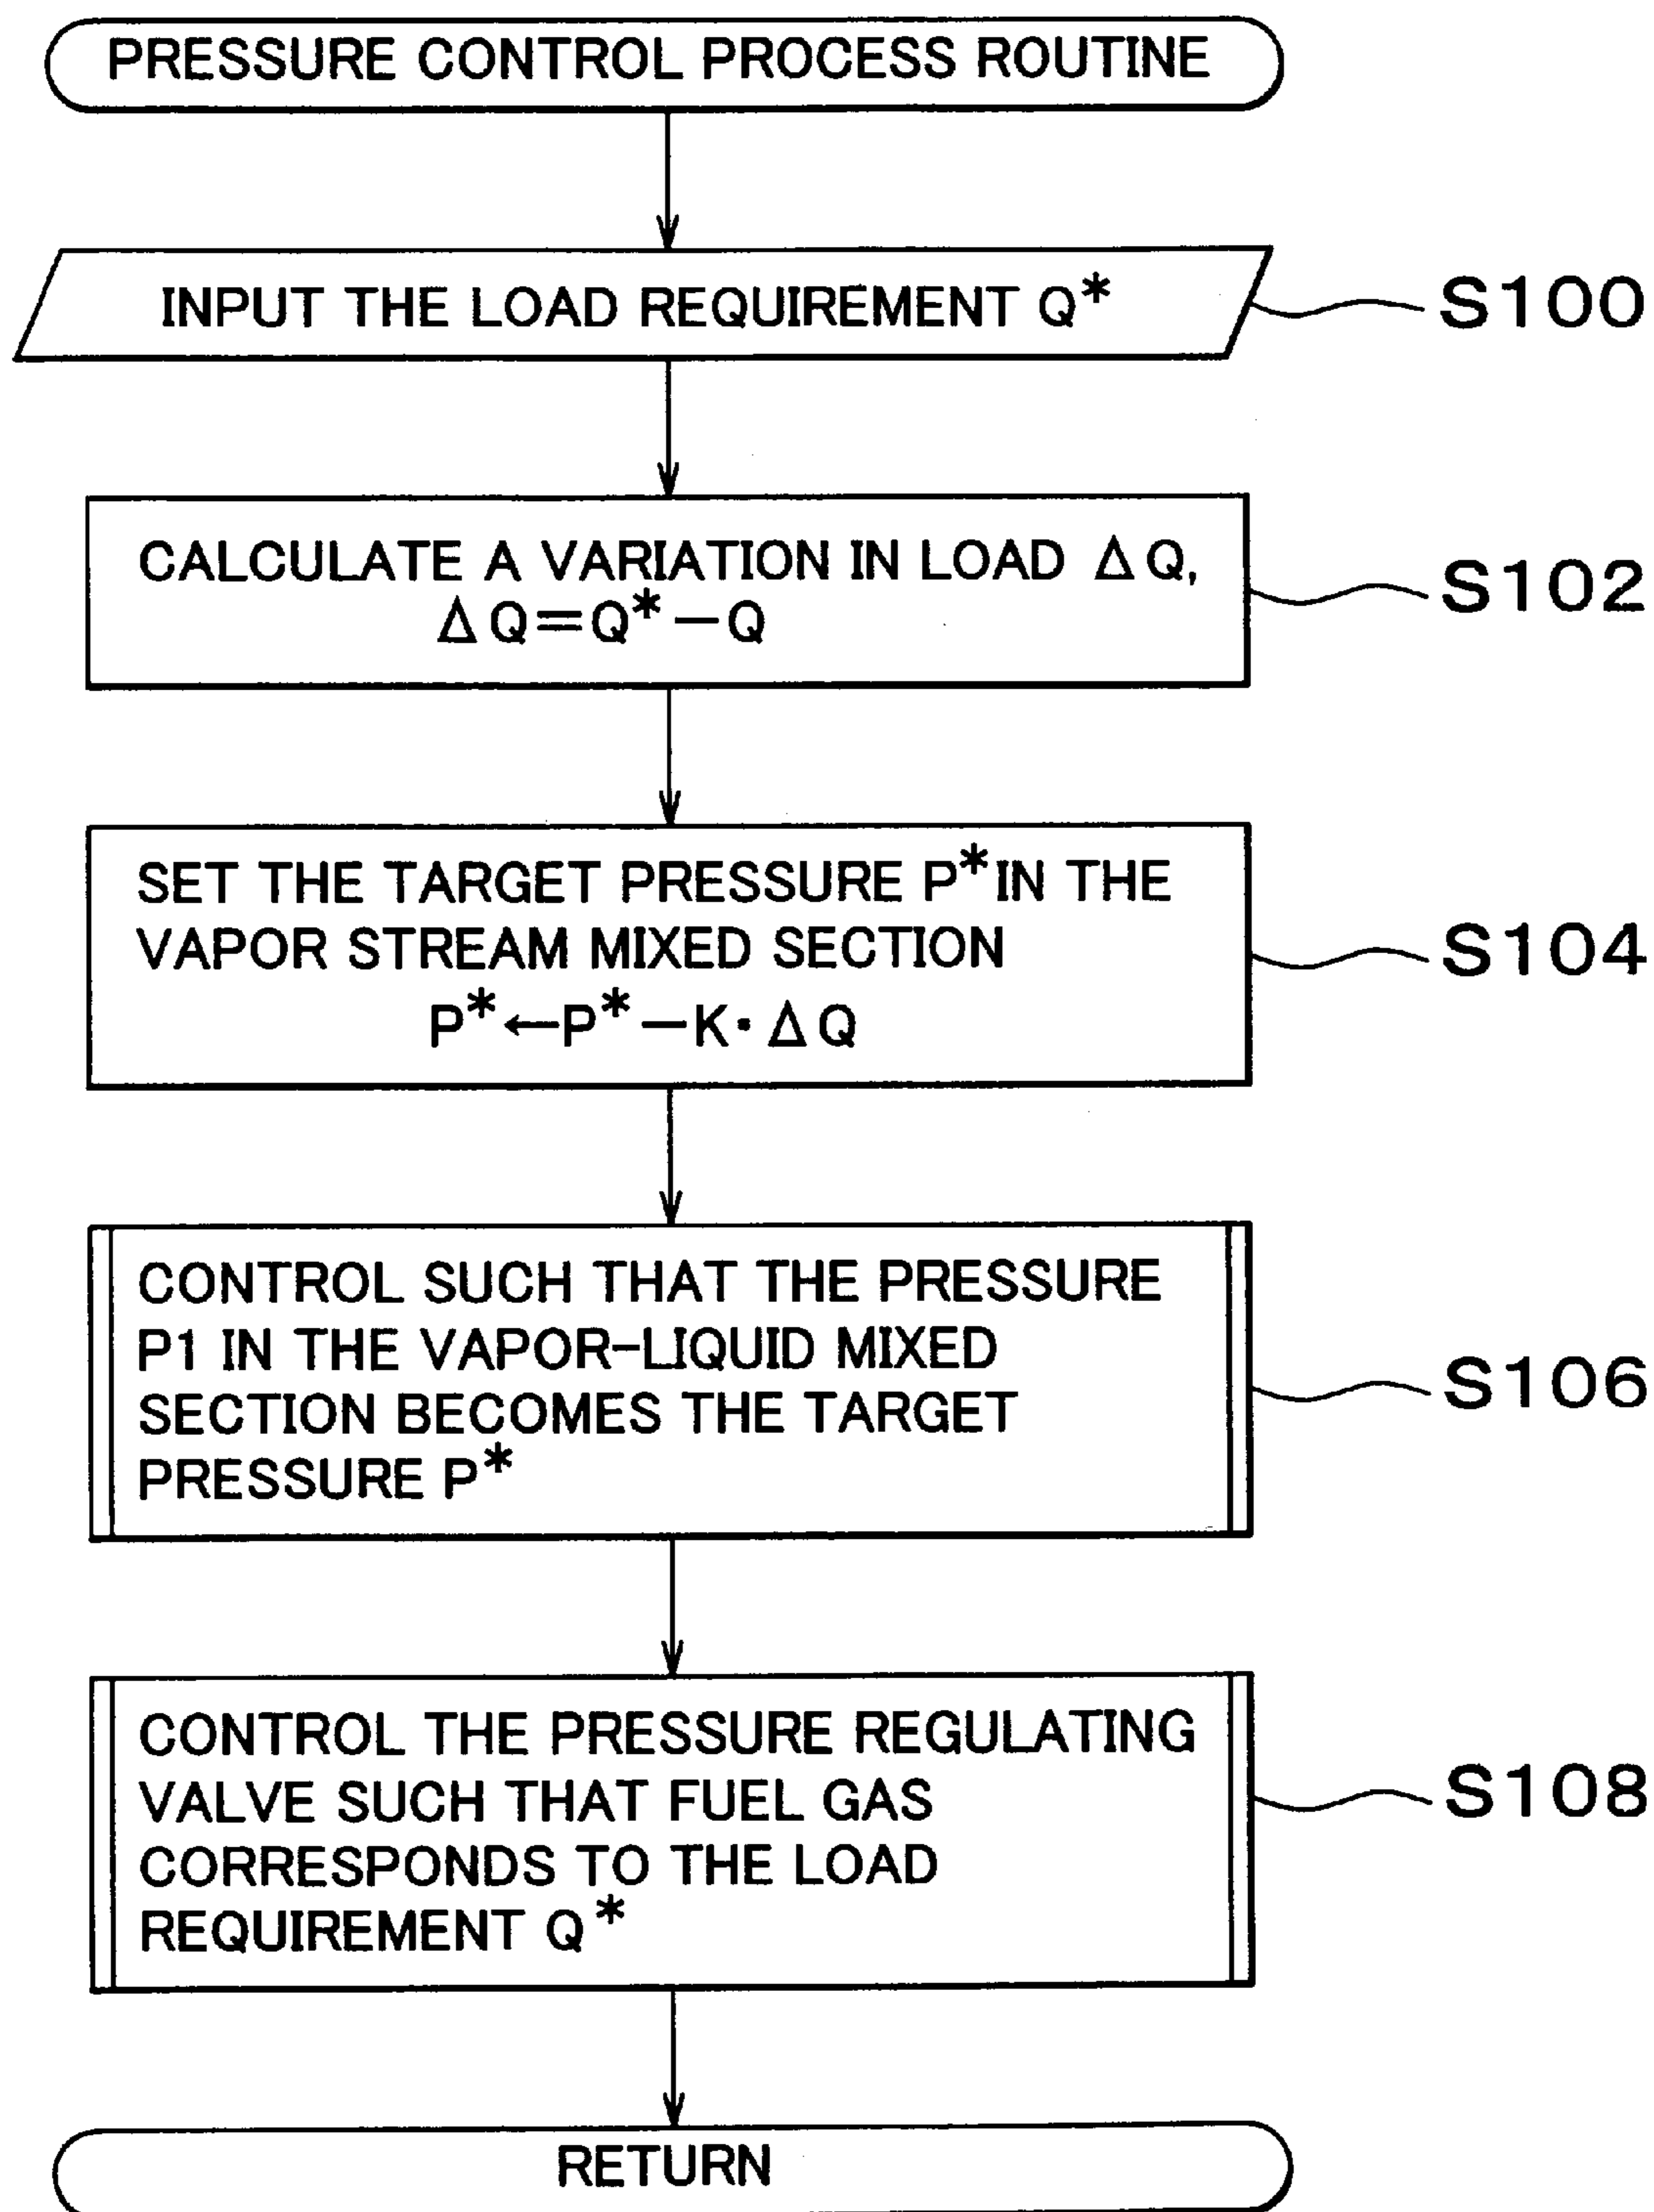 PRESSURE CONTROL PROCESS ROUTINE
INPUT THE LOAD REQUIREMENT Q*
S100
CALCULATE A VARIATION IN LOAD ΔQ,
ΔQ=Q*−Q
S102
SET THE TARGET PRESSURE P* IN THE
VAPOR STREAM MIXED SECTION
P*←P*−K・ΔQ
S104
CONTROL SUCH THAT THE PRESSURE
P1 IN THE VAPOR-LIQUID MIXED
SECTION BECOMES THE TARGET
PRESSURE P*
S106
CONTROL THE PRESSURE REGULATING
VALVE SUCH THAT FUEL GAS
CORRESPONDS TO THE LOAD
REQUIREMENT Q*
S108
RETURN